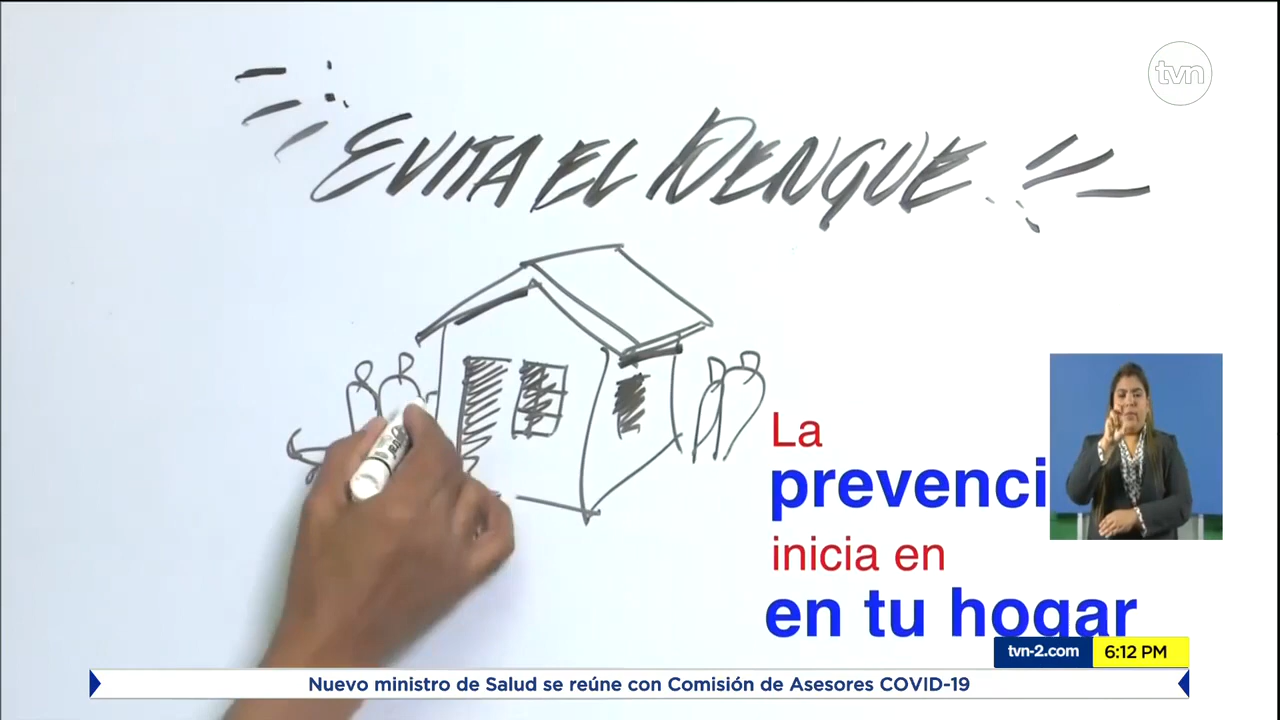 tvn
EVITA EL DENGUE
La
prevenci
inicia en
en tu hogar
tvn-2.com 6:12 PM
Nuevo ministro de Salud se reúne con Comisión de Asesores COVID-19